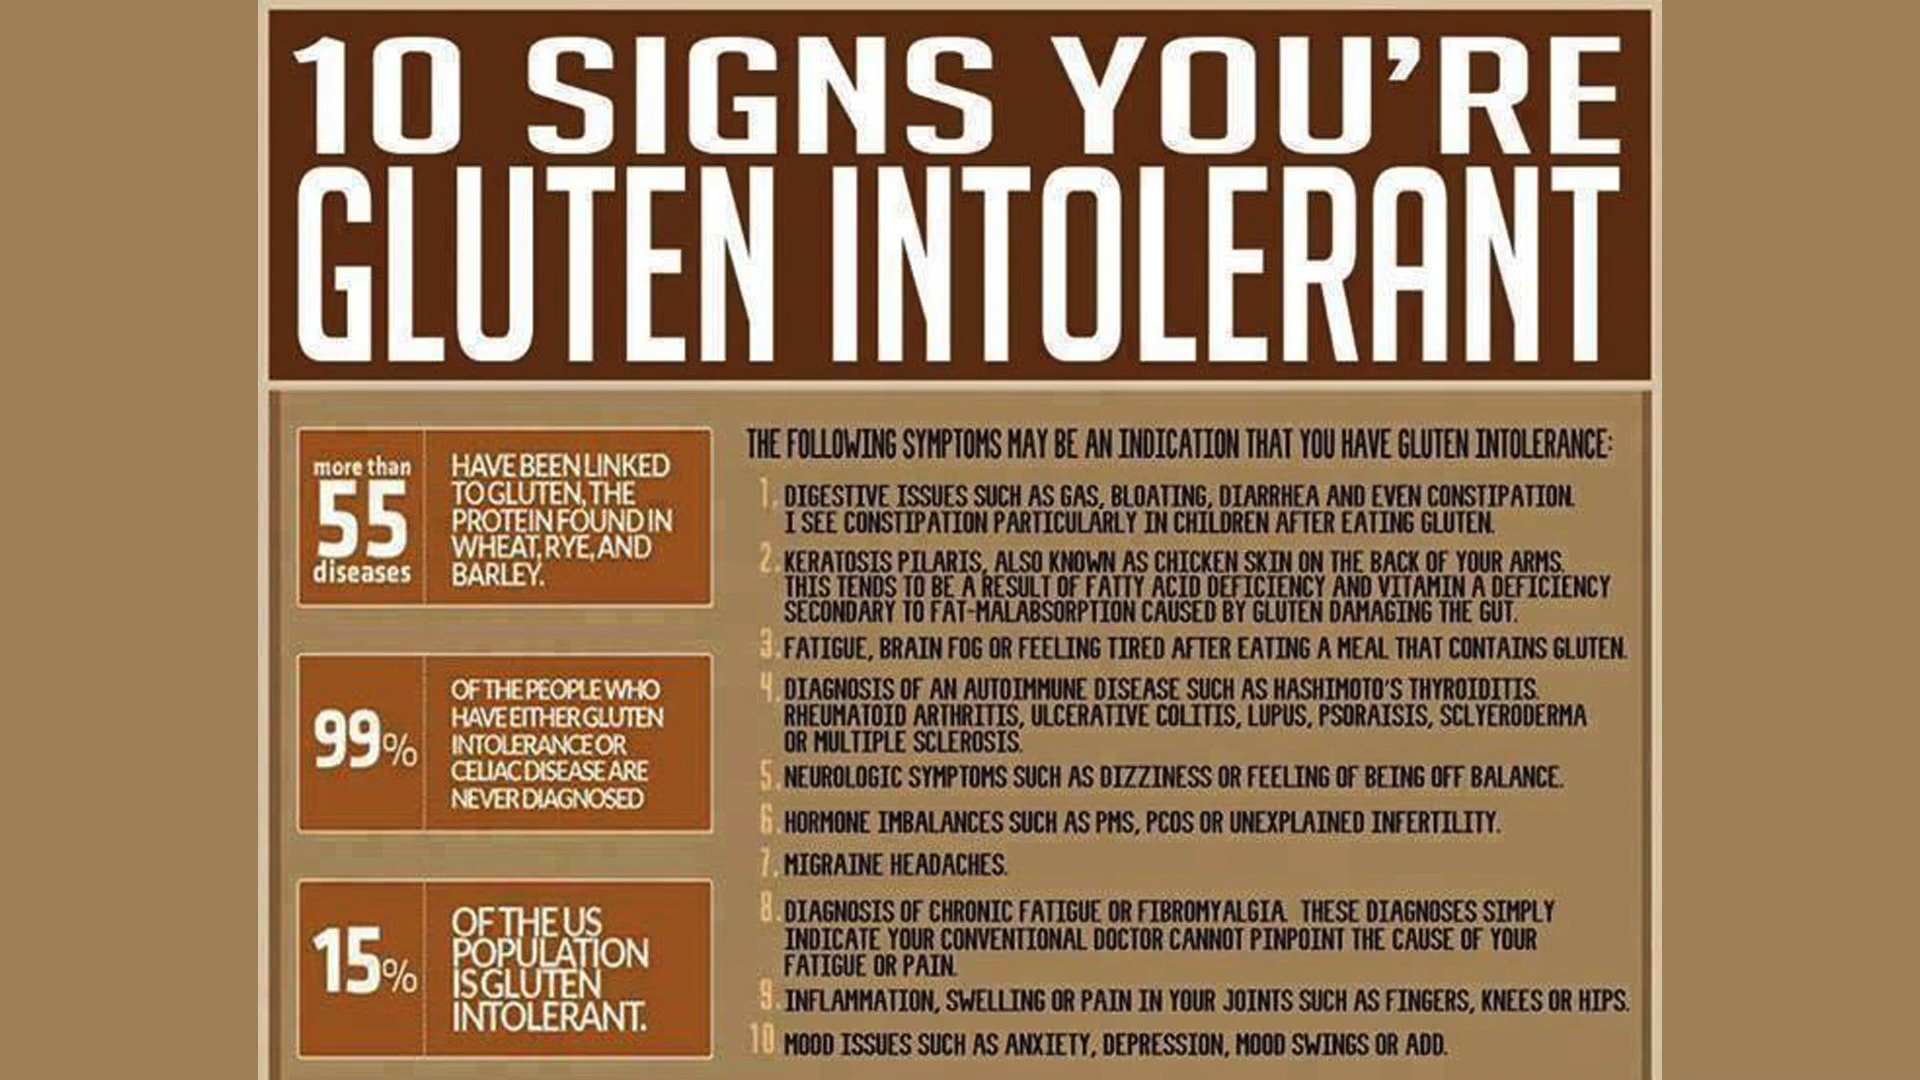 10 SIGNS YOU'RE
GLUTEN INTOLERANT
more than
55
diseases
HAVE BEEN LINKED
TO GLUTEN, THE
PROTEIN FOUND IN
WHEAT, RYE, AND
BARLEY.
99%
OF THE PEOPLE WHO
HAVE EITHER GLUTEN
INTOLERANCE OR
CELIAC DISEASE ARE
NEVER DIAGNOSED
15%
OF THE US
POPULATION
IS GLUTEN
INTOLERANT.
THE FOLLOWING SYMPTOMS MAY BE AN INDICATION THAT YOU HAVE GLUTEN INTOLERANCE:
1. DIGESTIVE ISSUES SUCH AS GAS, BLOATING, DIARRHEA AND EVEN CONSTIPATION.
I SEE CONSTIPATION PARTICULARLY IN CHILDREN AFTER EATING GLUTEN.
2. KERATOSIS PILARIS, ALSO KNOWN AS CHICKEN SKIN ON THE BACK OF YOUR ARMS.
THIS TENDS TO BE A RESULT OF FATTY ACID DEFICIENCY AND VITAMIN A DEFICIENCY
SECONDARY TO FAT-MALABSORPTION CAUSED BY GLUTEN DAMAGING THE GUT.
3. FATIGUE, BRAIN FOG OR FEELING TIRED AFTER EATING A MEAL THAT CONTAINS GLUTEN.
4. DIAGNOSIS OF AN AUTOIMMUNE DISEASE SUCH AS HASHIMOTO'S THYROIDITIS.
RHEUMATOID ARTHRITIS, ULCERATIVE COLITIS, LUPUS, PSORAISIS, SCLYERODERMA
OR MULTIPLE SCLEROSIS.
5. NEUROLOGIC SYMPTOMS SUCH AS DIZZINESS OR FEELING OF BEING OFF BALANCE.
6. HORMONE IMBALANCES SUCH AS PMS, PCOS OR UNEXPLAINED INFERTILITY.
7. MIGRAINE HEADACHES.
8. DIAGNOSIS OF CHRONIC FATIGUE OR FIBROMYALGIA. THESE DIAGNOSES SIMPLY
INDICATE YOUR CONVENTIONAL DOCTOR CANNOT PINPOINT THE CAUSE OF YOUR
FATIGUE OR PAIN.
9. INFLAMMATION, SWELLING OR PAIN IN YOUR JOINTS SUCH AS FINGERS, KNEES OR HIPS.
10 MOOD ISSUES SUCH AS ANXIETY, DEPRESSION, MOOD SWINGS OR ADD.